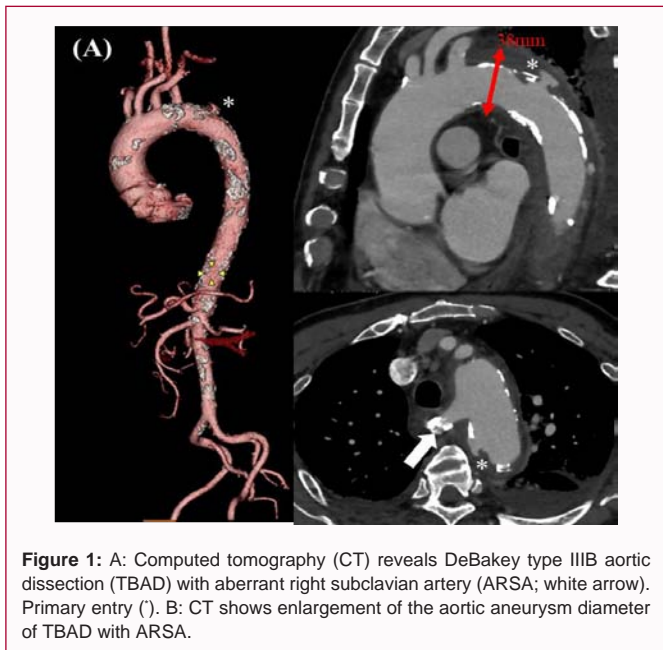 (A)
*
38mm
*
*
Figure 1: A: Computed tomography (CT) reveals DeBakey type IIIB aortic
dissection (TBAD) with aberrant right subclavian artery (ARSA; white arrow).
Primary entry (*). B: CT shows enlargement of the aortic aneurysm diameter
of TBAD with ARSA.